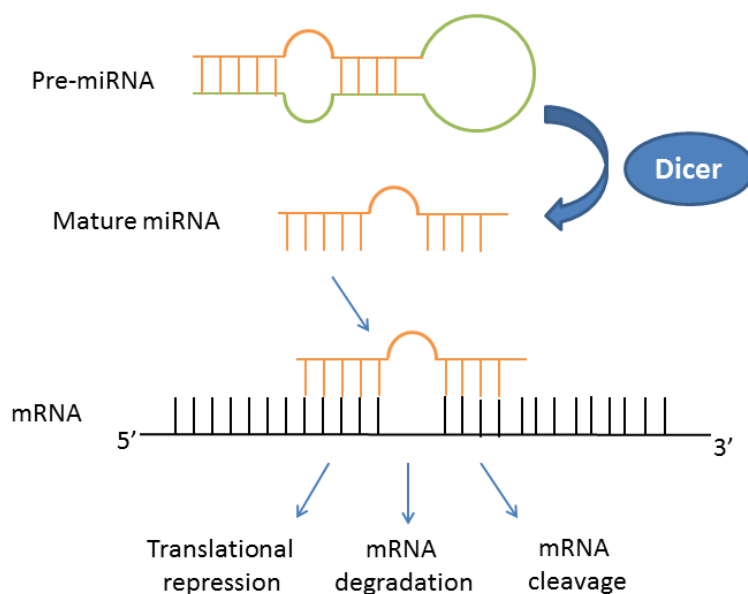 Pre-miRNA
Dicer
Mature miRNA
mRNA
5’
3’
Translational
repression
mRNA
degradation
mRNA
cleavage